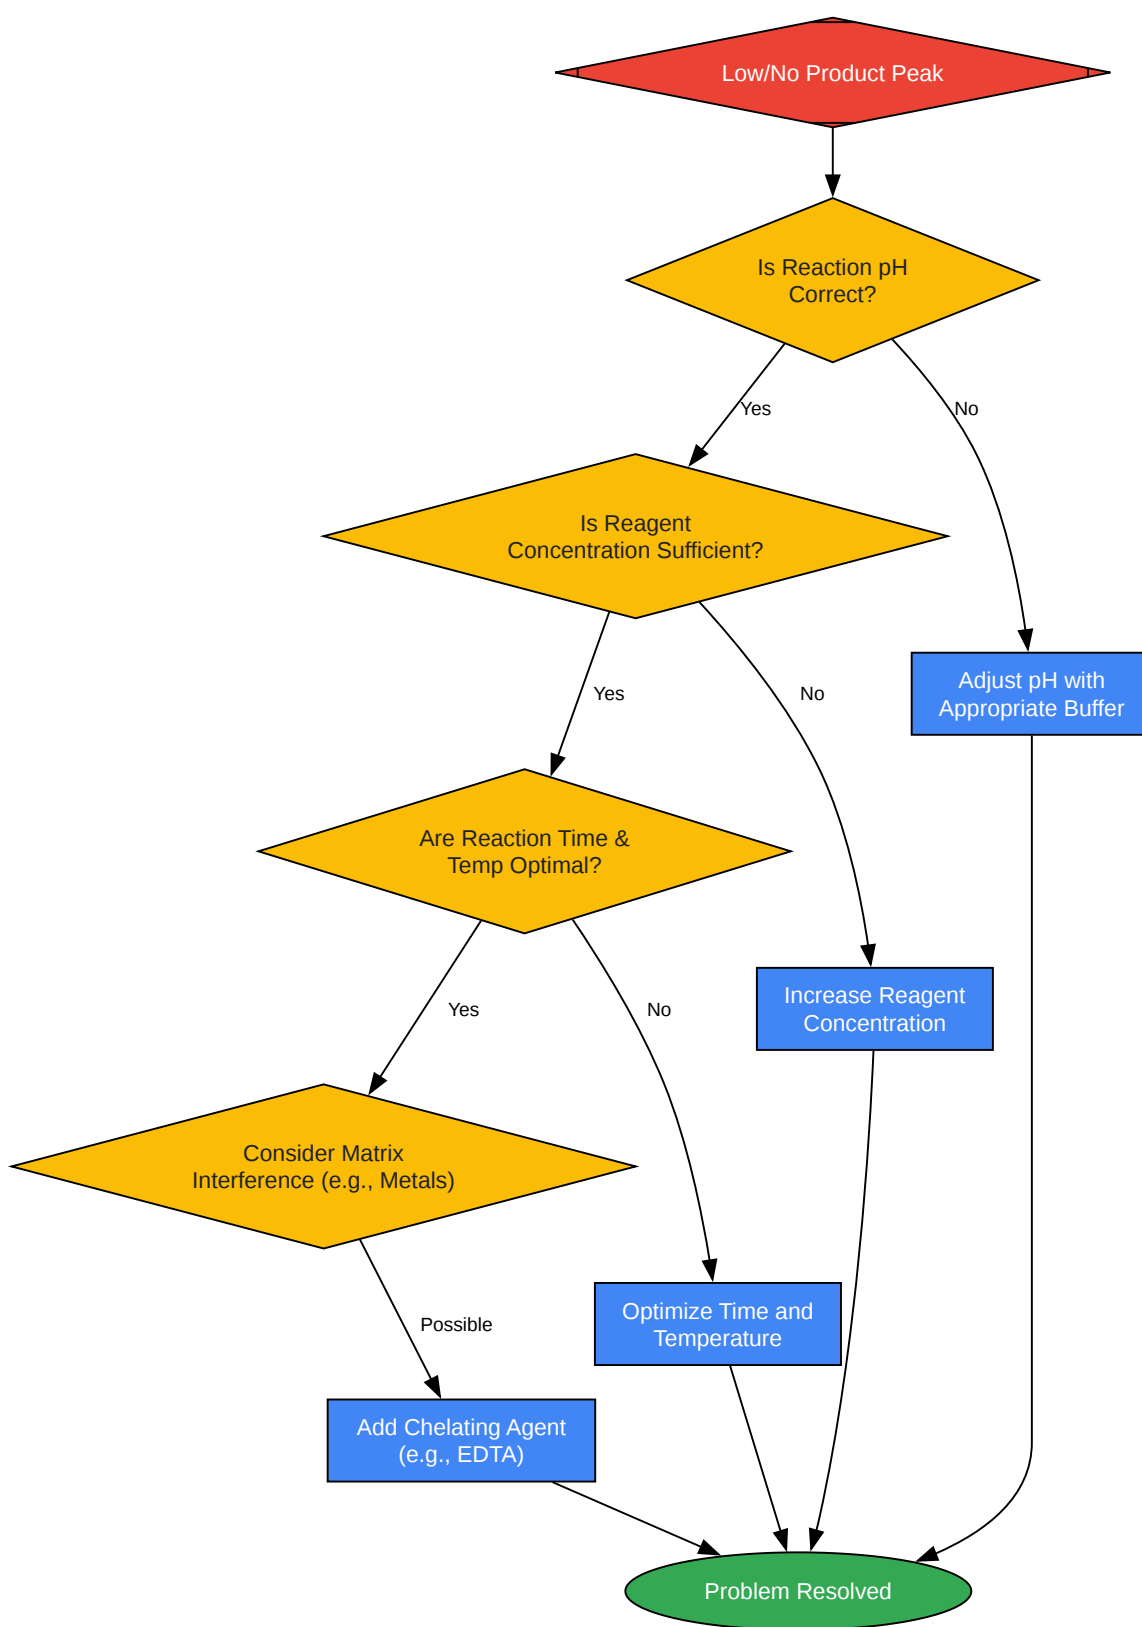 Low/No Product Peak
Is Reaction pH
Correct?
Yes
No
Is Reagent
Concentration Sufficient?
Adjust pH with
Appropriate Buffer
Yes
No
Are Reaction Time &
Temp Optimal?
Increase Reagent
Concentration
Yes
No
Consider Matrix
Interference (e.g., Metals)
Optimize Time and
Temperature
Possible
Add Chelating Agent
(e.g., EDTA)
Problem Resolved